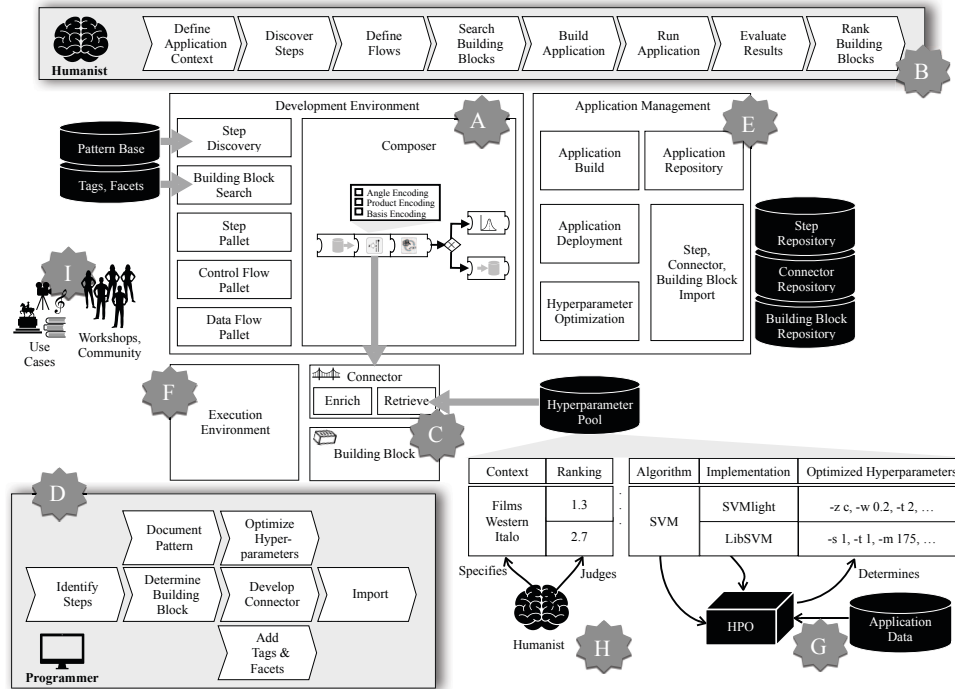 Humanist
Define
Application
Context
Discover
Steps
Define
Flows
Search
Building
Blocks
Build
Application
Run
Application
Evaluate
Results
Rank
Building
Blocks
B
Development Environment
A
Step
Discovery
Building Block
Search
Step
Pallet
Control Flow
Pallet
Data Flow
Pallet
Composer
Angle Encoding
Product Encoding
Basis Encoding
Pattern Base
Tags, Facets
Application Management
E
Application
Build
Application
Repository
Application
Deployment
Hyperparameter
Optimization
Step,
Connector,
Building Block
Import
Step
Repository
Connector
Repository
Building Block
Repository
I
Use
Cases
Workshops,
Community
F
Execution
Environment
Connector
Enrich
Retrieve
C
Building Block
Hyperparameter
Pool
D
Document
Pattern
Optimize
Hyper-
parameters
Identify
Steps
Determine
Building
Block
Develop
Connector
Import
Add
Tags &
Facets
Programmer
Context
Ranking
Films
Western
Italo
1.3
2.7
Algorithm
Implementation
Optimized Hyperparameters
SVM
SVMlight
-z c, -w 0.2, -t 2, …
LibSVM
-s 1, -t 1, -m 175, …
Specifies
Judges
Humanist
H
Determines
HPO
G
Application
Data